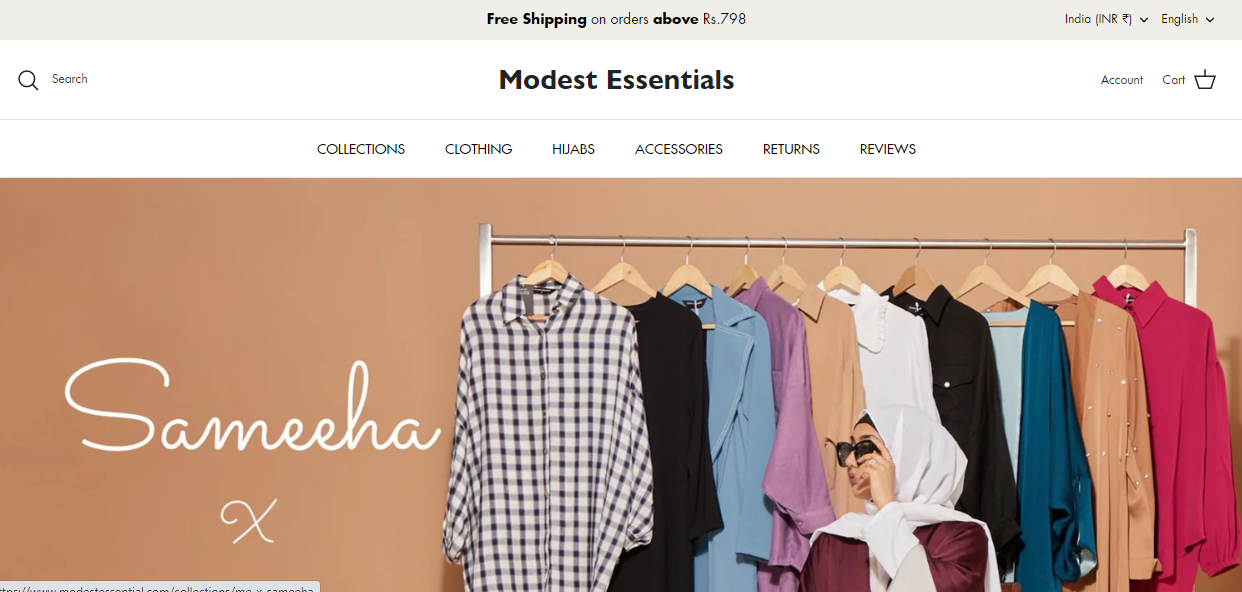 Free Shipping on orders above Rs.798
India (INR ₹)
English
Search
Modest Essentials
Account
Cart
COLLECTIONS
CLOTHING
HIJABS
ACCESSORIES
RETURNS
REVIEWS
Sameeha
X
ttps://www.modestessential.com/collections/me-x-sameeha